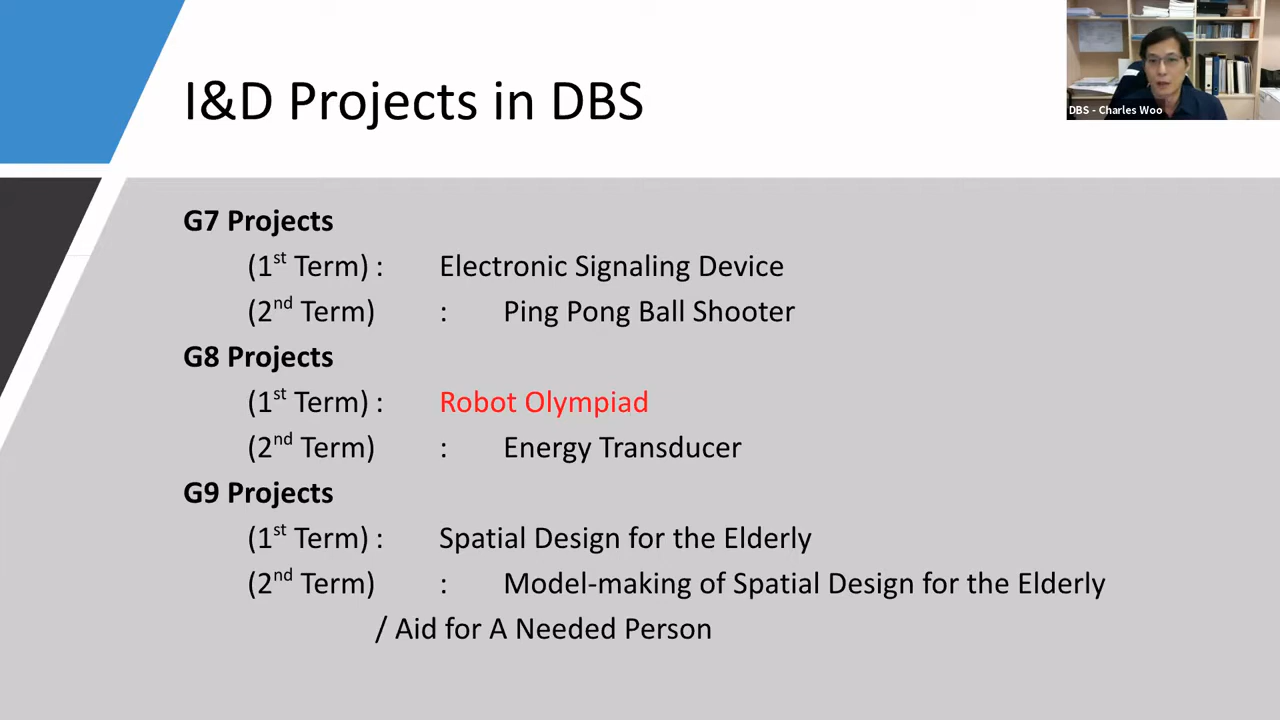 I&D Projects in DBS
DBS - Charles Woo
G7 Projects
(1st Term) : Electronic Signaling Device
(2nd Term) : Ping Pong Ball Shooter
G8 Projects
(1st Term) : Robot Olympiad
(2nd Term) : Energy Transducer
G9 Projects
(1st Term) : Spatial Design for the Elderly
(2nd Term) : Model-making of Spatial Design for the Elderly
/ Aid for A Needed Person